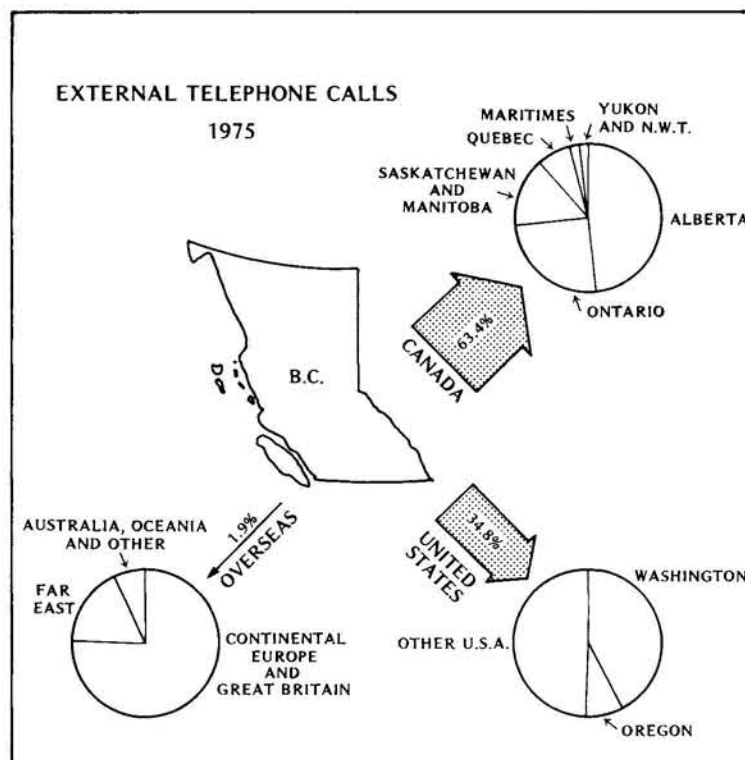 EXTERNAL TELEPHONE CALLS
1975
MARITIMES
YUKON
AND N.W.T.
QUEBEC
SASKATCHEWAN
AND
MANITOBA
ALBERTA
ONTARIO
63.4%
CANADA
B.C.
34.8%
UNITED
STATES
1.9%
OVERSEAS
AUSTRALIA, OCEANIA
AND OTHER
FAR
EAST
CONTINENTAL
EUROPE
AND
GREAT BRITAIN
WASHINGTON
OTHER U.S.A.
OREGON